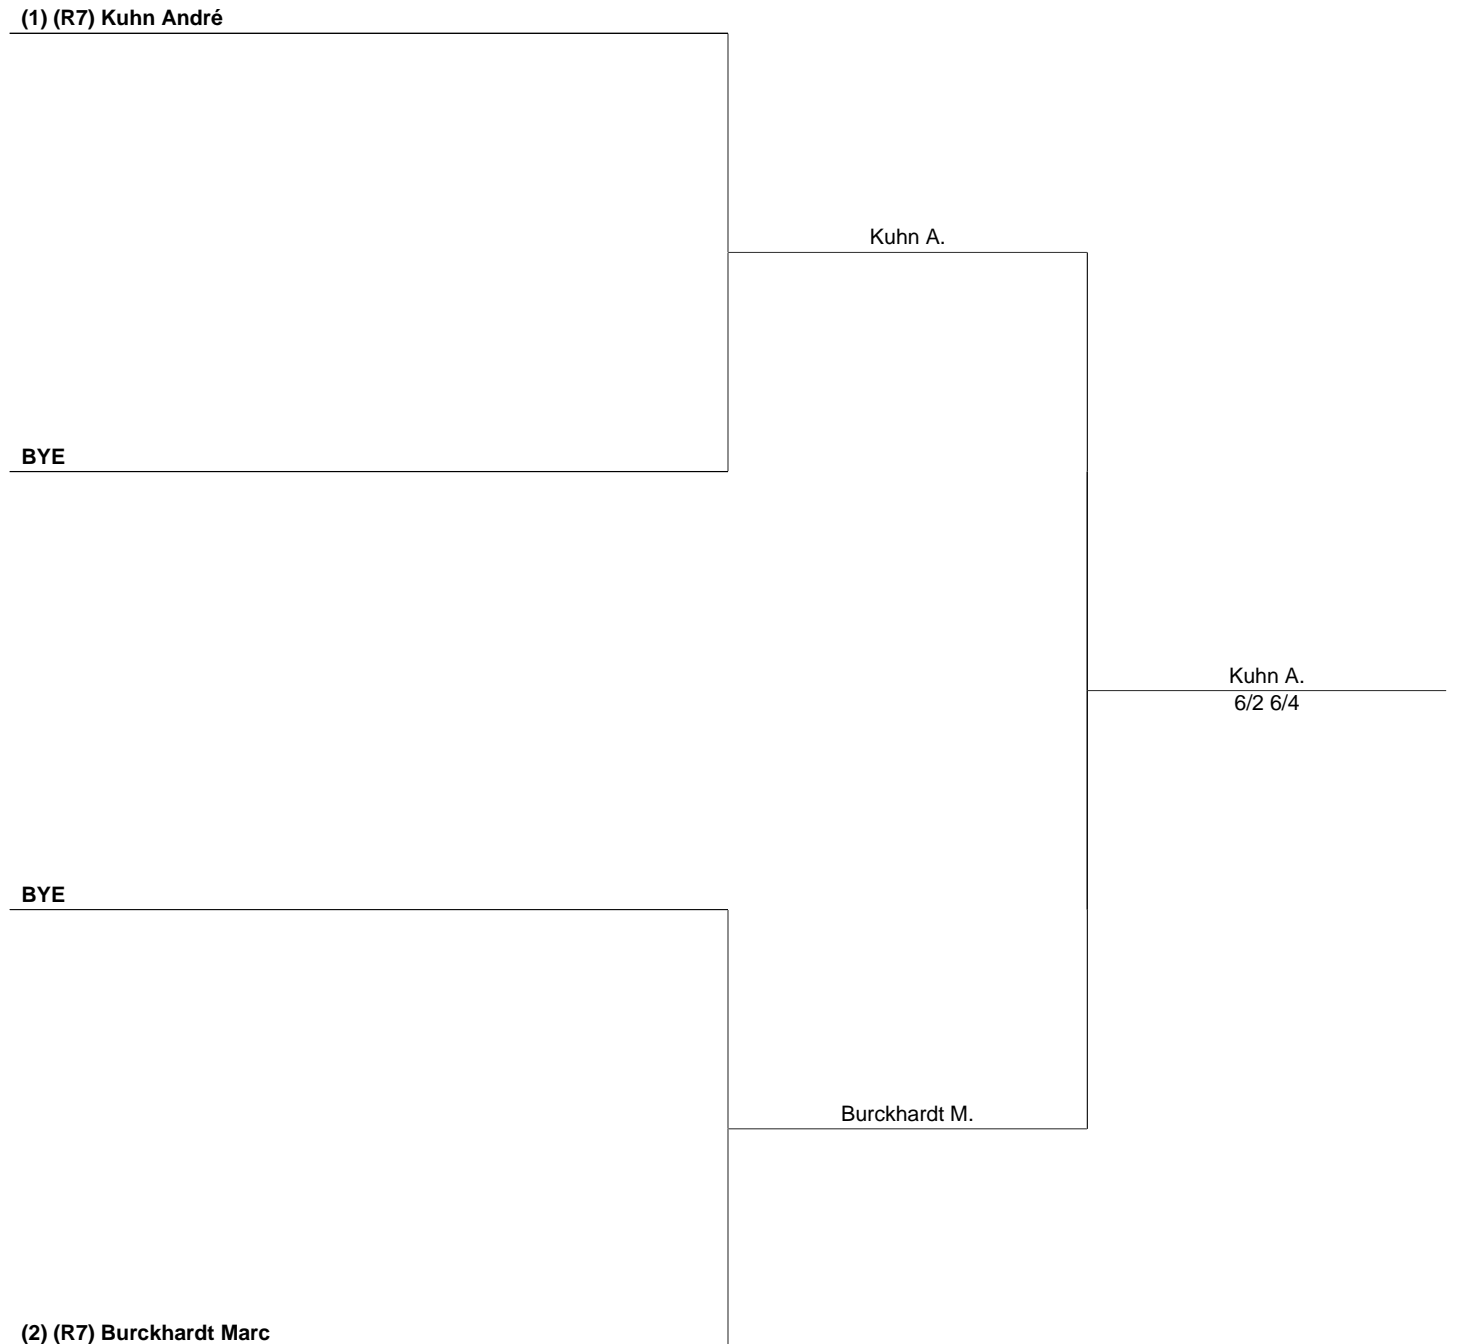 (1) (R7) Kuhn André
Kuhn A.
BYE
Kuhn A.
6/2 6/4
BYE
Burckhardt M.
(2) (R7) Burckhardt Marc